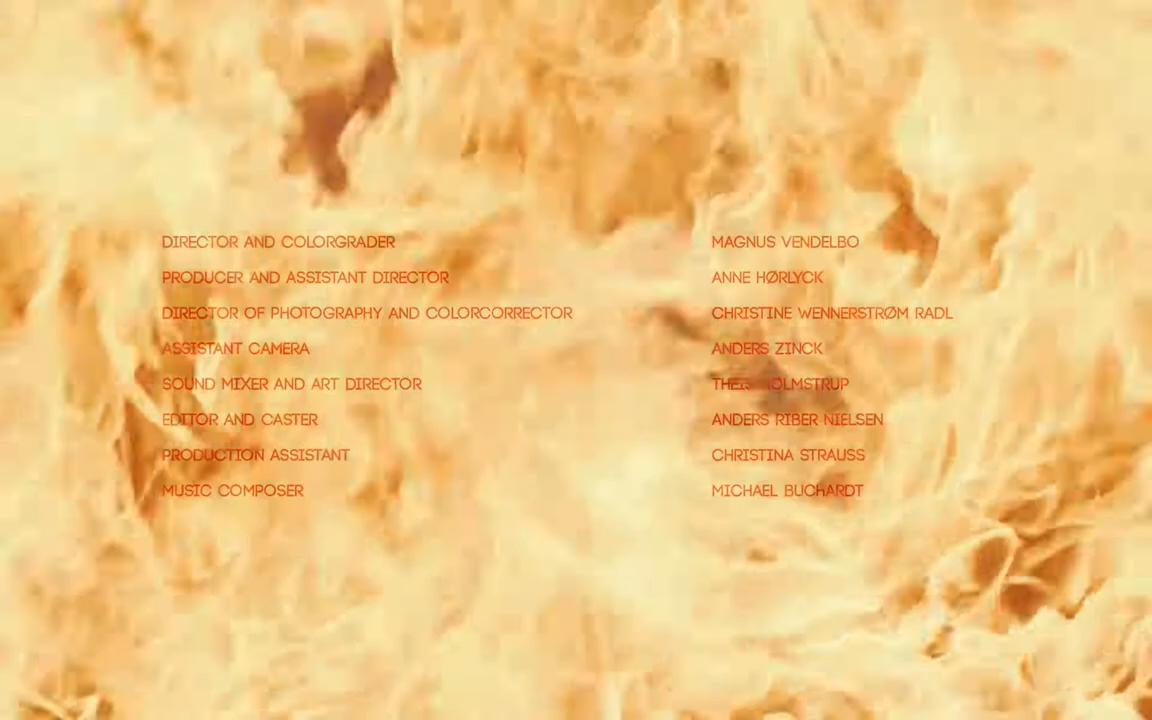 DIRECTOR AND COLORGRADER MAGNUS VENDELBO
PRODUCER AND ASSISTANT DIRECTOR ANNE HØRLYCK
DIRECTOR OF PHOTOGRAPHY AND COLORCORRECTOR CHRISTINE WENNERSTRØM RADL
ASSISTANT CAMERA ANDERS ZINCK
SOUND MIXER AND ART DIRECTOR
EDITOR AND CASTER ANDERS RIBER NIELSEN
PRODUCTION ASSISTANT CHRISTINA STRAUSS
MUSIC COMPOSER MICHAEL BUCHARDT